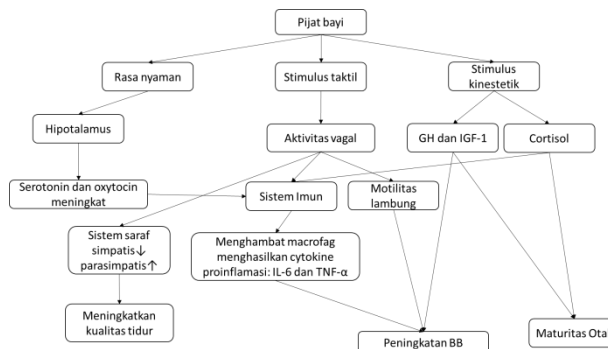 Pijat bayi
Rasa nyaman
Stimulus taktil
Stimulus
kinestetik
Hipotalamus
Aktivitas vagal
GH dan IGF-1
Cortisol
Serotonin dan oxytocin
meningkat
Sistem Imun
Motilitas
lambung
Sistem saraf
simpatis↓
parasimpatis↑
Menghambat macrofag
menghasilkan cytokine
proinflamasi: IL-6 dan TNF-α
Meningkatkan
kualitas tidur
Peningkatan BB
Maturitas Otak